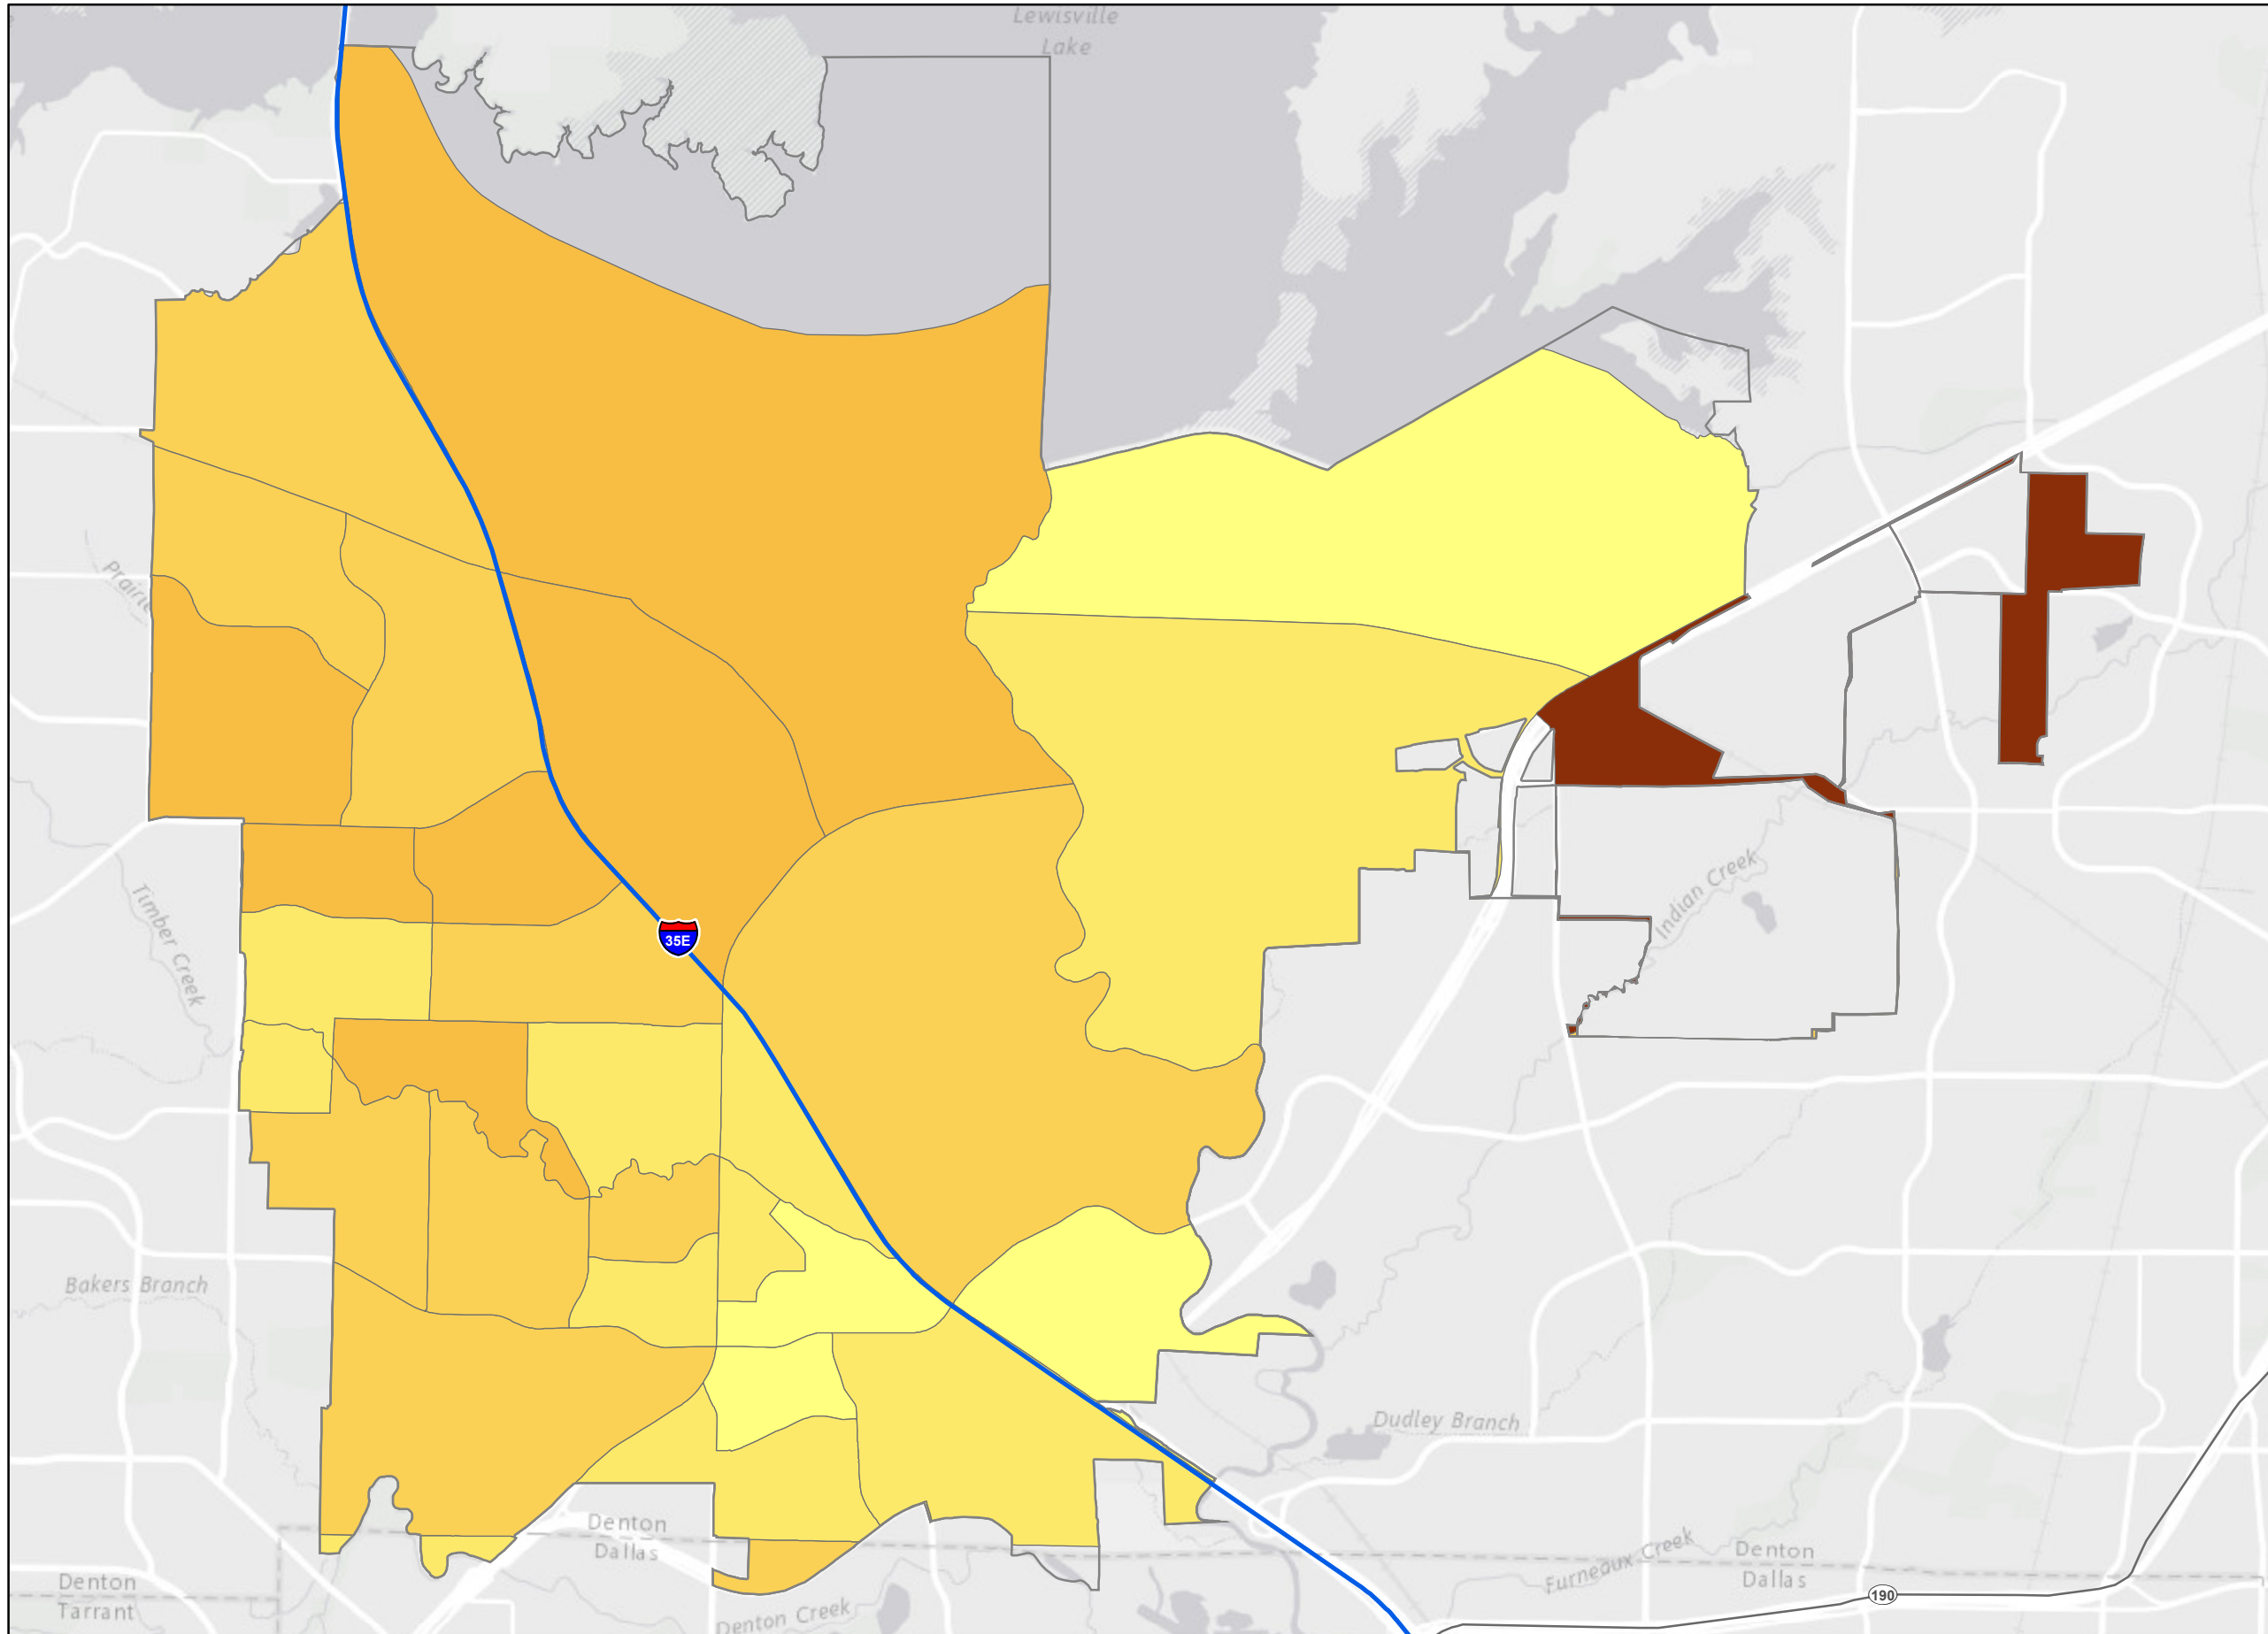 Lewisville
Lake
Prairie
Timber Creek
Indian Creek
35E
Bakers Branch
Dudley Branch
Denton
Dallas
Furneaux Creek
Denton
Dallas
Denton
Tarrant
190
Denton Creek